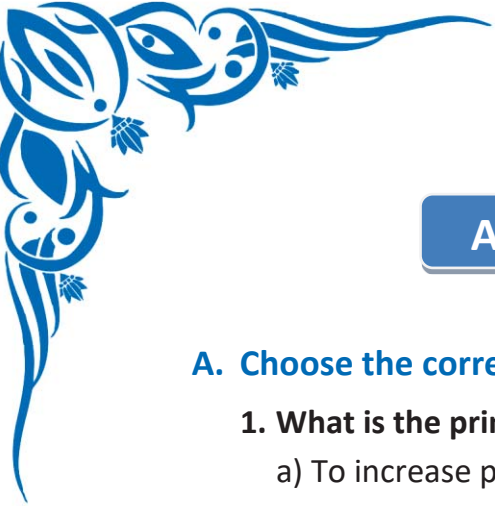 A
A. Choose the corre
1. What is the prin
a) To increase p